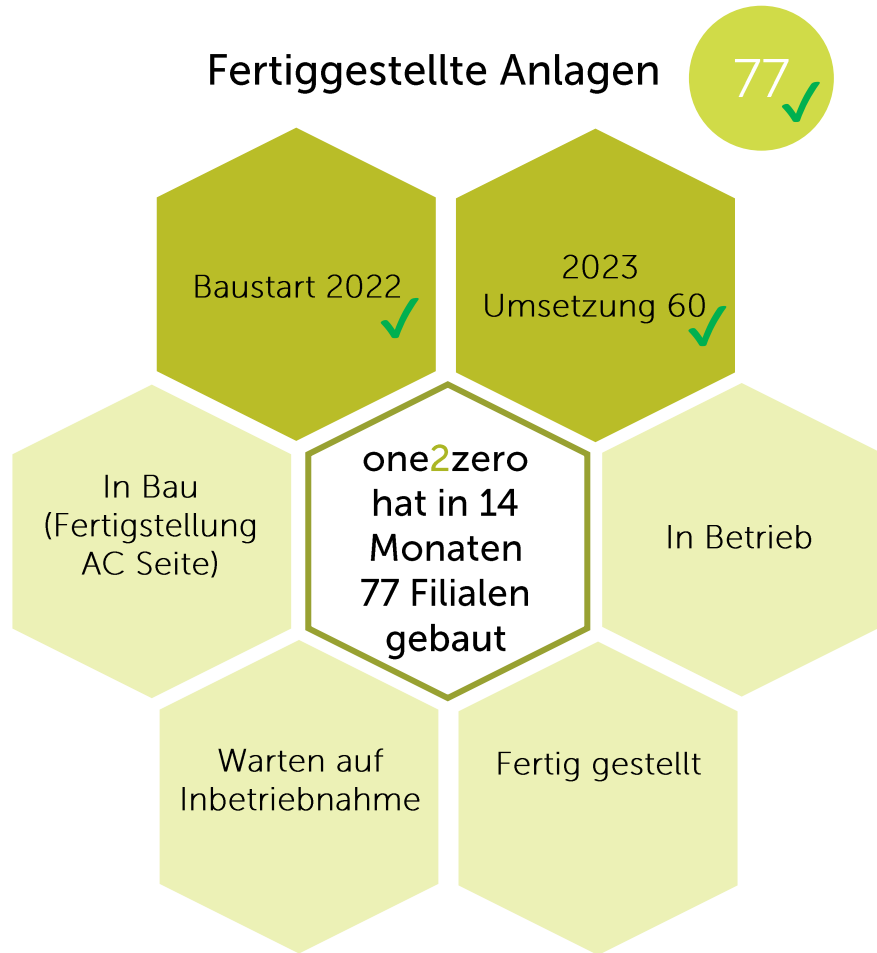 Fertiggestellte Anlagen
77
Baustart 2022
2023
Umsetzung 60
In Bau
(Fertigstellung
AC Seite)
one2zero
hat in 14
Monaten
77 Filialen
gebaut
In Betrieb
Warten auf
Inbetriebnahme
Fertig gestellt